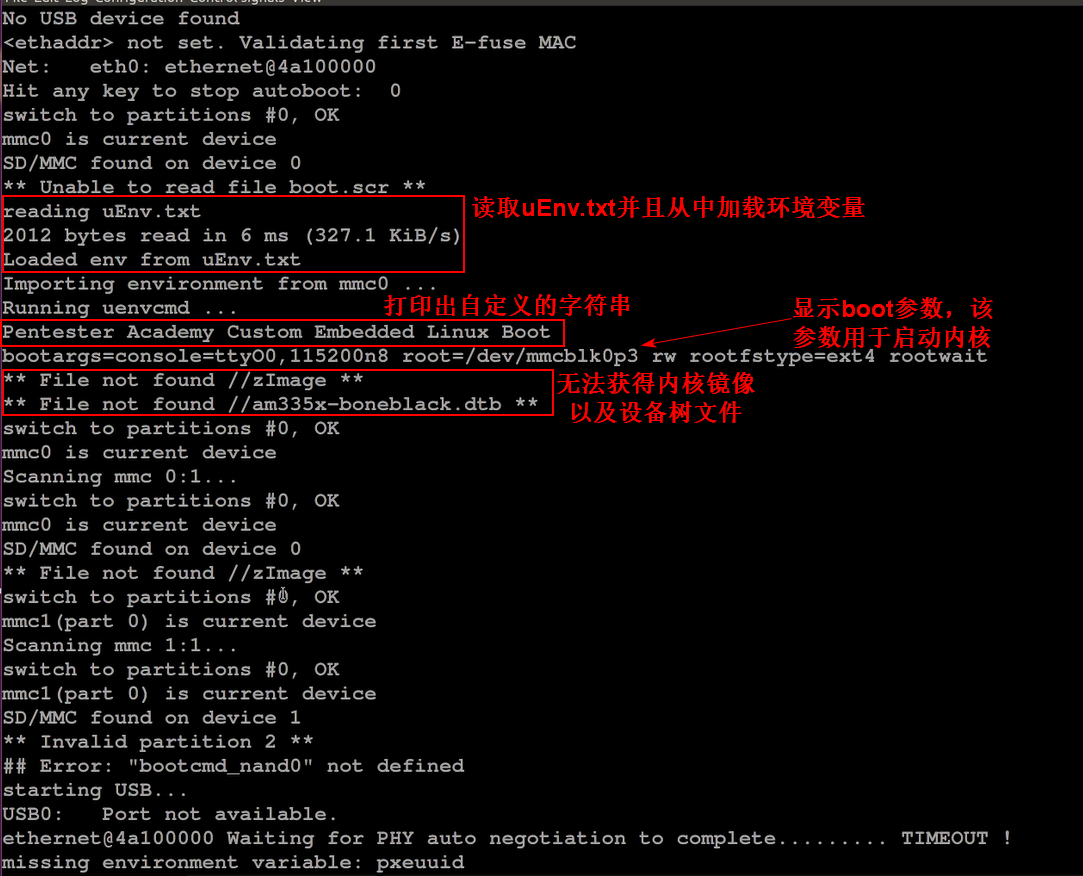 No USB device found
<ethaddr> not set. Validating first E-fuse MAC
Net:   eth0: ethernet@4a100000
Hit any key to stop autoboot:  0
switch to partitions #0, OK
mmc0 is current device
SD/MMC found on device 0
** Unable to read file boot.scr **
reading uEnv.txt
读取uEnv.txt并且从中加载环境变量
2012 bytes read in 6 ms (327.1 KiB/s)
Loaded env from uEnv.txt
Importing environment from mmc0 ...
Running uenvcmd ...
打印出自定义的字符串
显示boot参数，该
参数用于启动内核
Pentester Academy Custom Embedded Linux Boot
bootargs=console=ttyO0,115200n8 root=/dev/mmcblk0p3 rw rootfstype=ext4 rootwait
** File not found //zImage **
无法获得内核镜像
以及设备树文件
** File not found //am335x-boneblack.dtb **
switch to partitions #0, OK
mmc0 is current device
Scanning mmc 0:1...
switch to partitions #0, OK
mmc0 is current device
SD/MMC found on device 0
** File not found //zImage **
switch to partitions #0, OK
mmc1(part 0) is current device
Scanning mmc 1:1...
switch to partitions #0, OK
mmc1(part 0) is current device
SD/MMC found on device 1
** Invalid partition 2 **
## Error: "bootcmd_nand0" not defined
starting USB...
USB0:   Port not available.
ethernet@4a100000 Waiting for PHY auto negotiation to complete......... TIMEOUT !
missing environment variable: pxeuuid